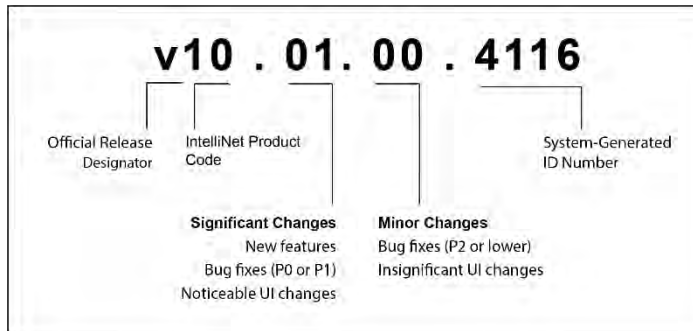 v10 . 01. 00 . 4116
Official Release
Designator
IntelliNet Product
Code
System-Generated
ID Number
Significant Changes
New features
Bug fixes (P0 or P1)
Noticeable UI changes
Minor Changes
Bug fixes (P2 or lower)
Insignificant UI changes